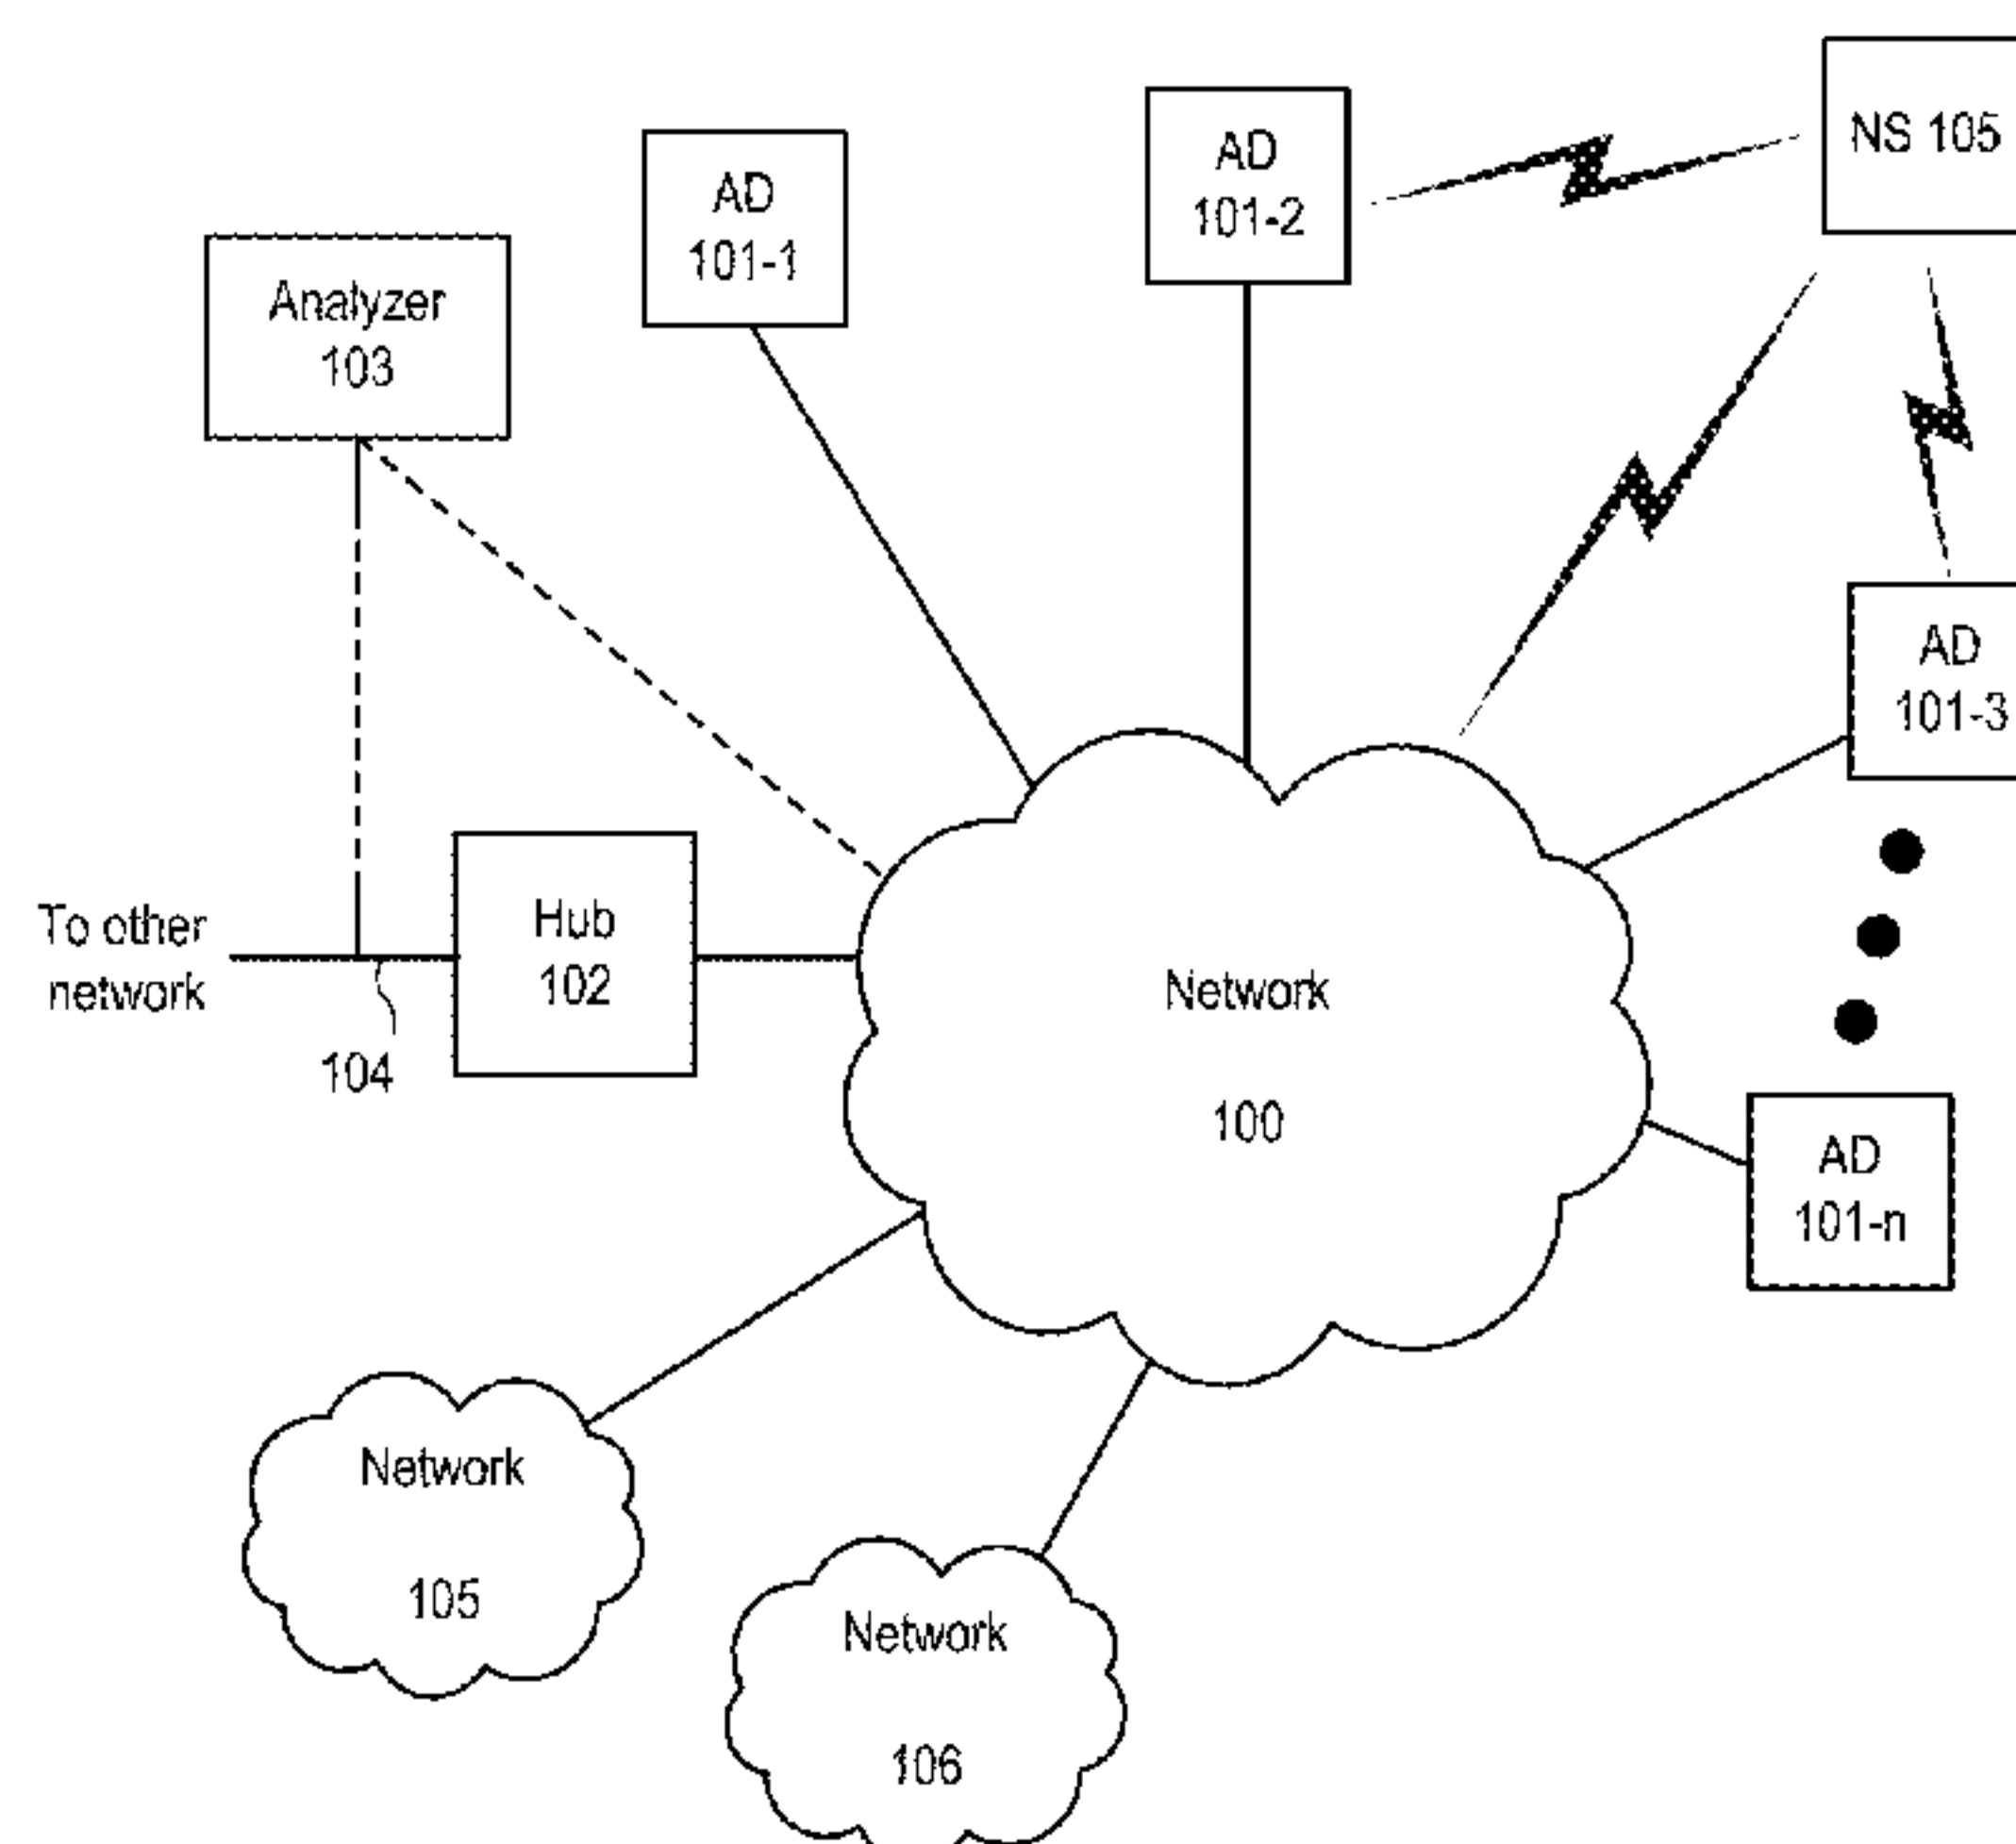 NS 105
AD
101-2
AD
101-1
Analyzer
103
AD
101-3
To other
network
Hub
102
104
Network
100
AD
101-n
Network
105
Network
106